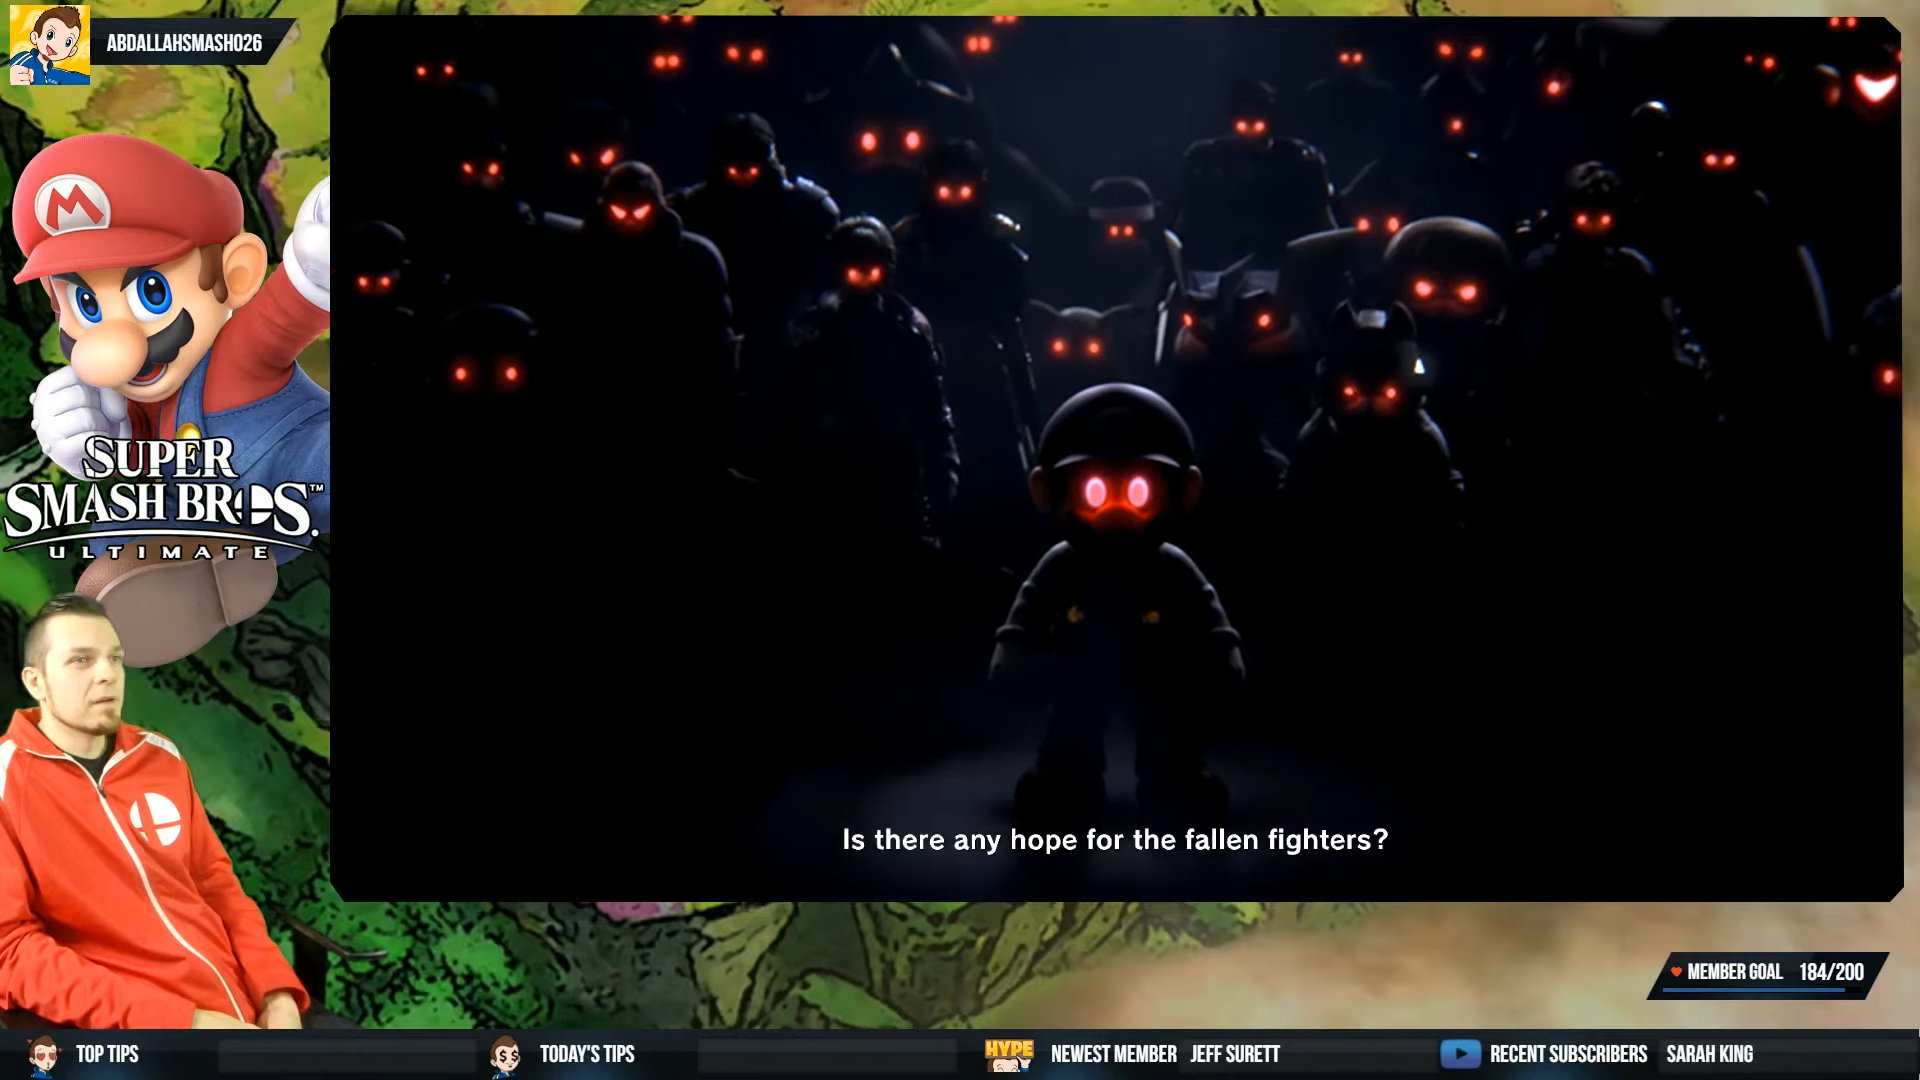 ABDALLAHSMASH026
M
SUPER
SMASH BROS.™
ULTIMATE
Is there any hope for the fallen fighters?
MEMBER GOAL 184/200
TOP TIPS
TODAY'S TIPS
HYPE
NEWEST MEMBER JEFF SURETT
RECENT SUBSCRIBERS SARAH KING